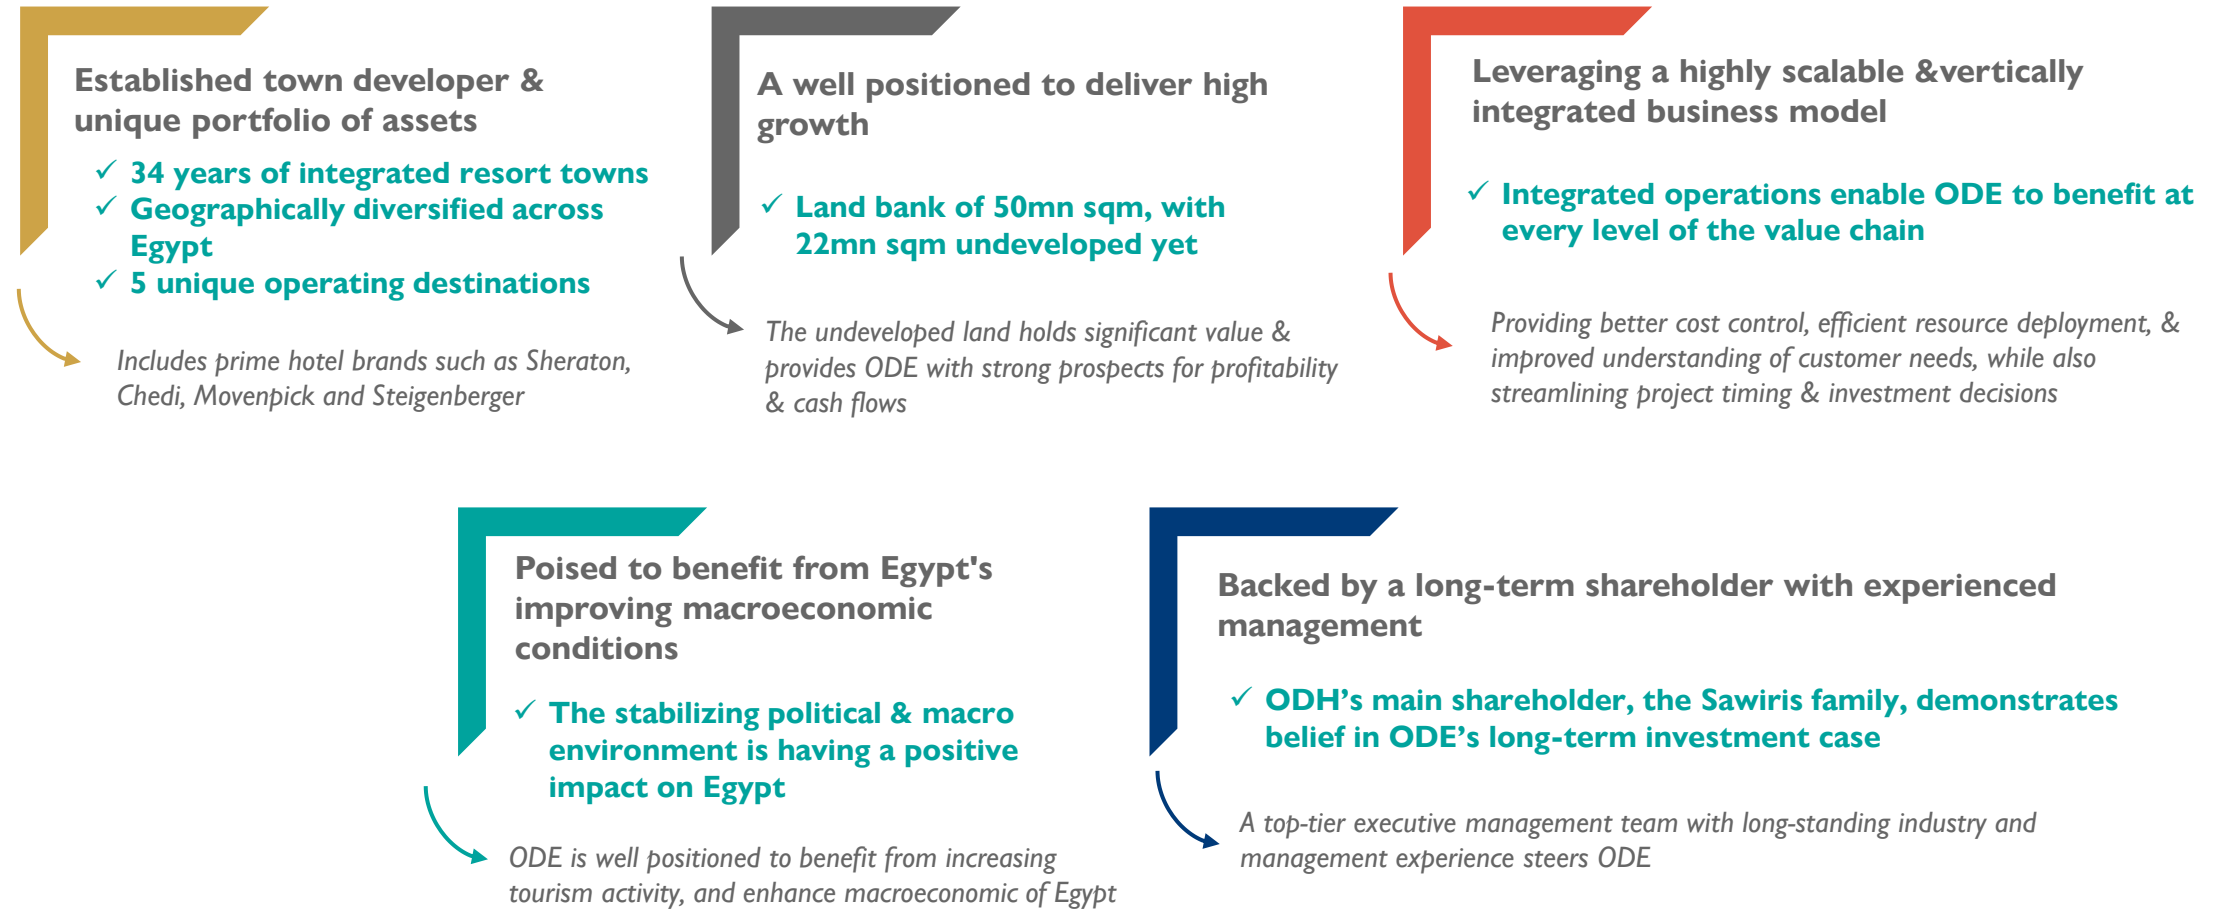 Established town developer &
unique portfolio of assets
✓ 34 years of integrated resort towns
✓ Geographically diversified across
Egypt
✓ 5 unique operating destinations
Includes prime hotel brands such as Sheraton,
Chedi, Movenpick and Steigenberger
A well positioned to deliver high
growth
✓ Land bank of 50mn sqm, with
22mn sqm undeveloped yet
The undeveloped land holds significant value &
provides ODE with strong prospects for profitability
& cash flows
Leveraging a highly scalable &vertically
integrated business model
✓ Integrated operations enable ODE to benefit at
every level of the value chain
Providing better cost control, efficient resource deployment, &
improved understanding of customer needs, while also
streamlining project timing & investment decisions
Poised to benefit from Egypt's
improving macroeconomic
conditions
✓ The stabilizing political & macro
environment is having a positive
impact on Egypt
ODE is well positioned to benefit from increasing
tourism activity, and enhance macroeconomic of Egypt
Backed by a long-term shareholder with experienced
management
✓ ODH’s main shareholder, the Sawiris family, demonstrates
belief in ODE’s long-term investment case
A top-tier executive management team with long-standing industry and
management experience steers ODE